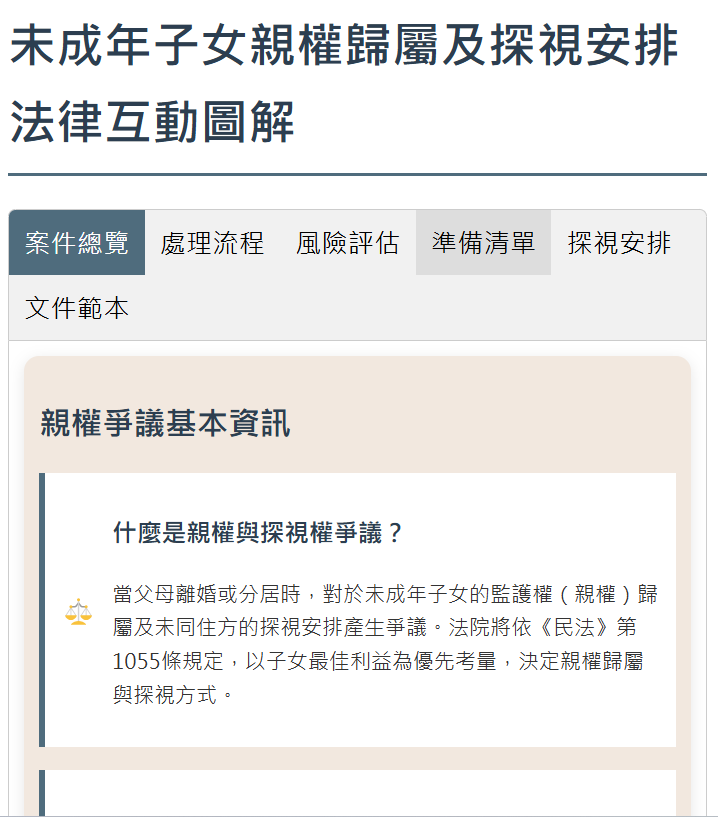 未成年子女親權歸屬及探視安排
法律互動圖解
案件總覽 處理流程 風險評估 準備清單 探視安排
文件範本
親權爭議基本資訊
什麼是親權與探視權爭議？
當父母離婚或分居時，對於未成年子女的監護權（親權）歸
屬及未同住方的探視安排產生爭議。法院將依《民法》第
1055條規定，以子女最佳利益為優先考量，決定親權歸屬
與探視方式。